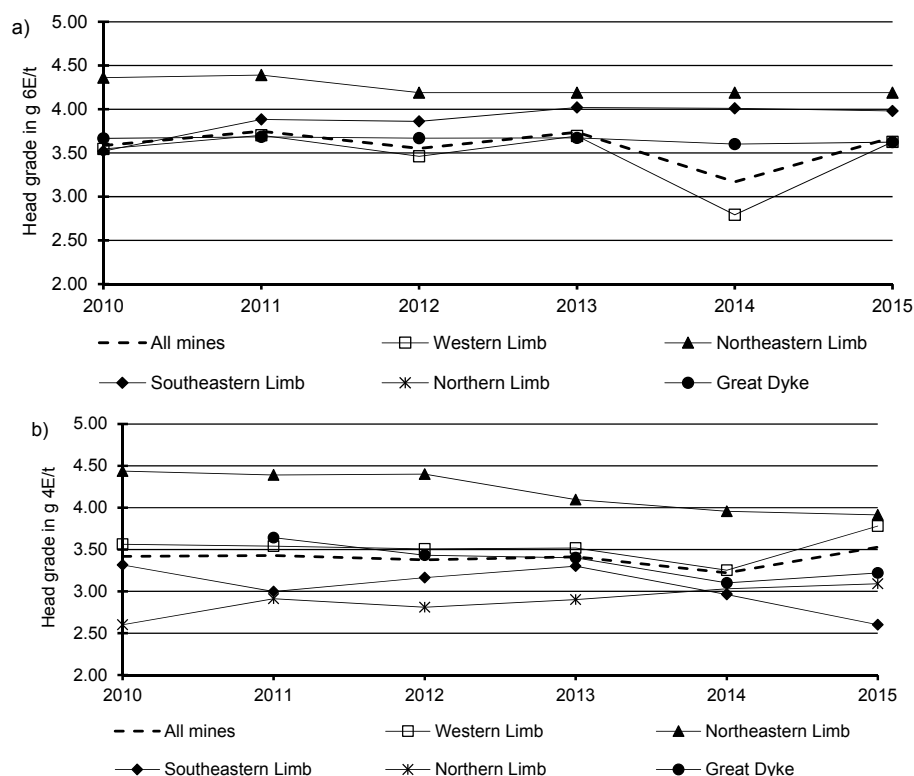 a)
Head grade in g 6E/t
5.00
4.50
4.00
3.50
3.00
2.50
2.00
2010 2011 2012 2013 2014 2015
All mines Western Limb Northeastern Limb
Southeastern Limb Northern Limb Great Dyke
b)
Head grade in g 4E/t
5.00
4.50
4.00
3.50
3.00
2.50
2.00
2010 2011 2012 2013 2014 2015
All mines Western Limb Northeastern Limb
Southeastern Limb Northern Limb Great Dyke